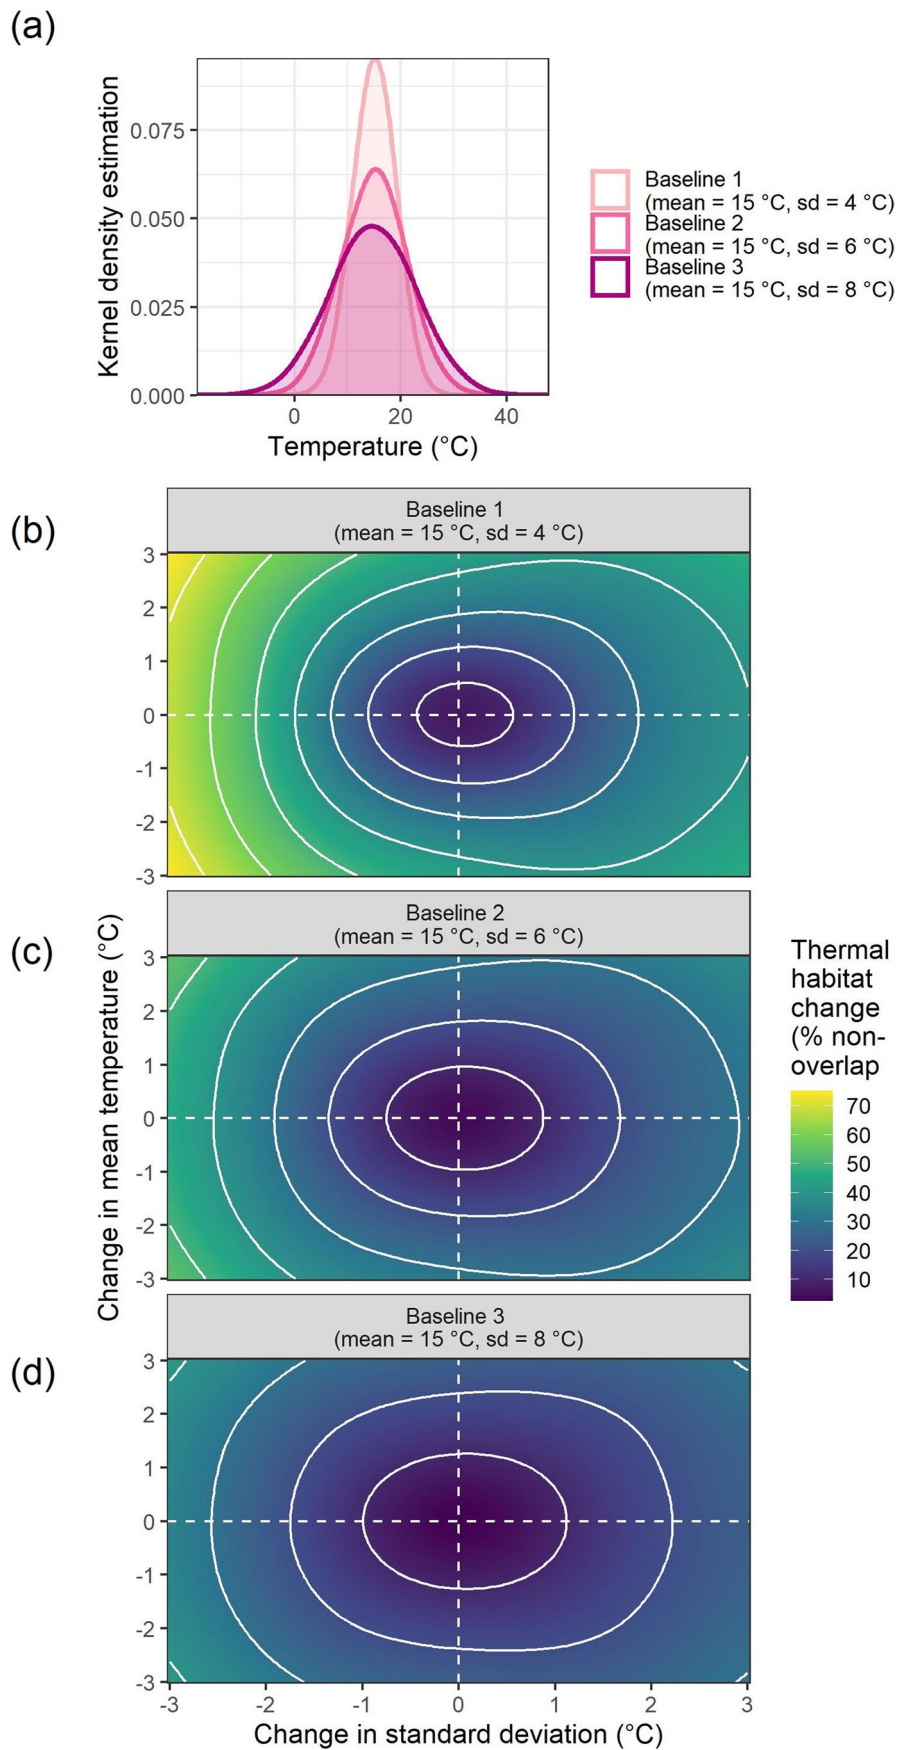 (a)
Kernel density estimation
0.075
0.050
0.025
0.000
0
20
40
Temperature (°C)
Baseline 1
(mean = 15 °C, sd = 4 °C)
Baseline 2
(mean = 15 °C, sd = 6 °C)
Baseline 3
(mean = 15 °C, sd = 8 °C)
(b)
Baseline 1
(mean = 15 °C, sd = 4 °C)
3
2
1
0
-1
-2
-3
(c)
Baseline 2
(mean = 15 °C, sd = 6 °C)
Change in mean temperature (°C)
3
2
1
0
-1
-2
-3
Thermal
habitat
change
(% non-
overlap
70
60
50
40
30
20
10
(d)
Baseline 3
(mean = 15 °C, sd = 8 °C)
3
2
1
0
-1
-2
-3
-3
-2
-1
0
1
2
3
Change in standard deviation (°C)